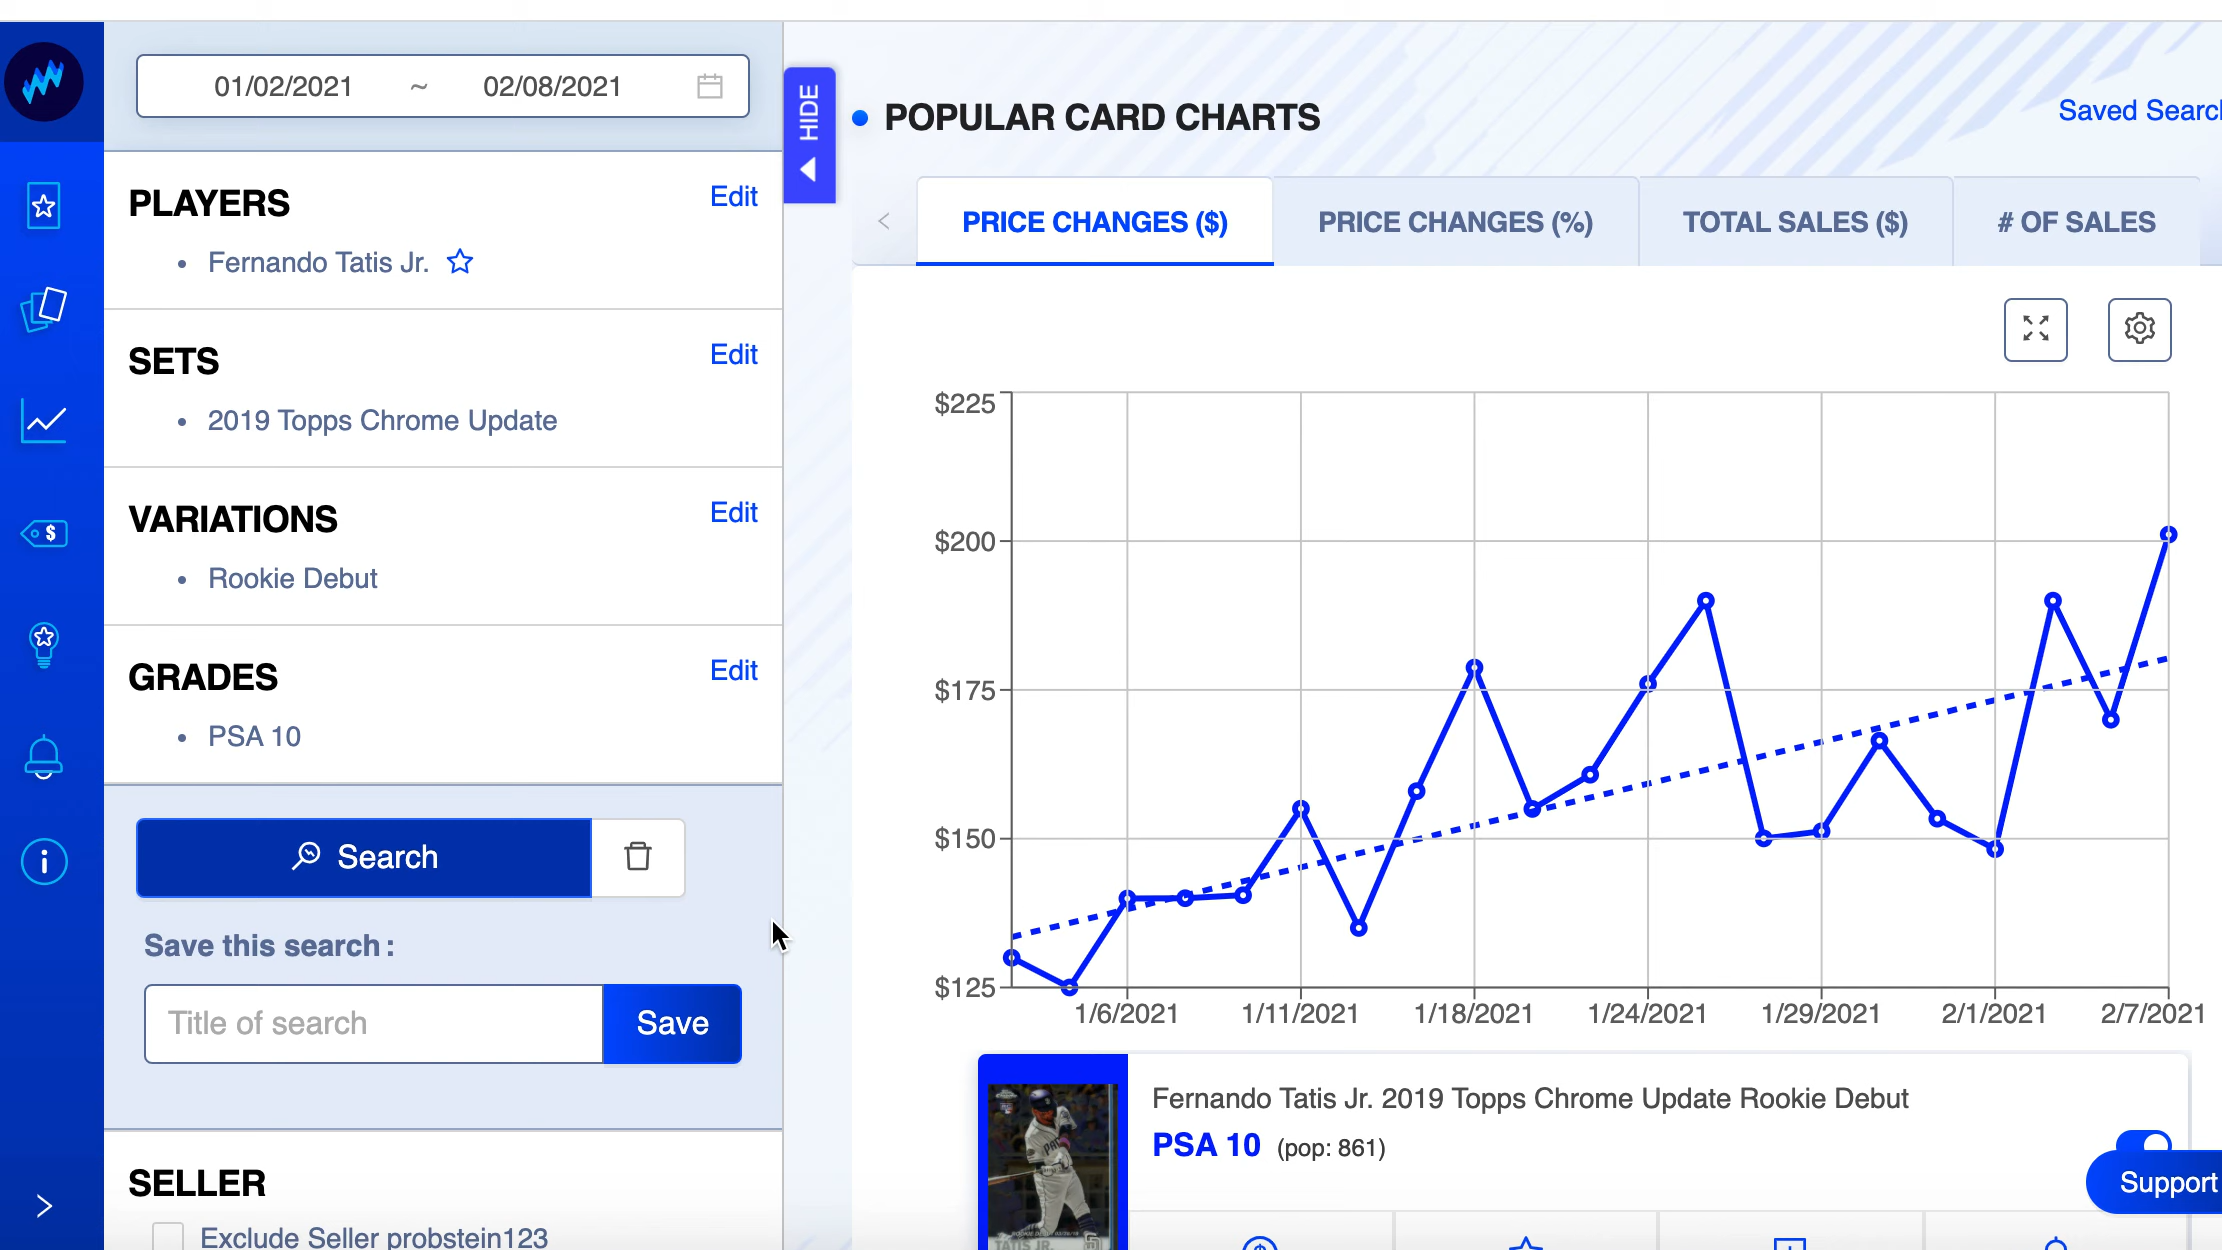 01/02/2021 ~ 02/08/2021
HIDE
POPULAR CARD CHARTS
Saved Search
PLAYERS Edit
Fernando Tatis Jr.
PRICE CHANGES ($) PRICE CHANGES (%) TOTAL SALES ($) # OF SALES
SETS Edit
2019 Topps Chrome Update
VARIATIONS Edit
Rookie Debut
GRADES Edit
PSA 10
Search
Save this search :
Title of search Save
SELLER
Exclude Seller probstein123
$225
$200
$175
$150
$125
1/6/2021 1/11/2021 1/18/2021 1/24/2021 1/29/2021 2/1/2021 2/7/2021
Fernando Tatis Jr. 2019 Topps Chrome Update Rookie Debut
PSA 10 (pop: 861)
TATIS JR.
Support